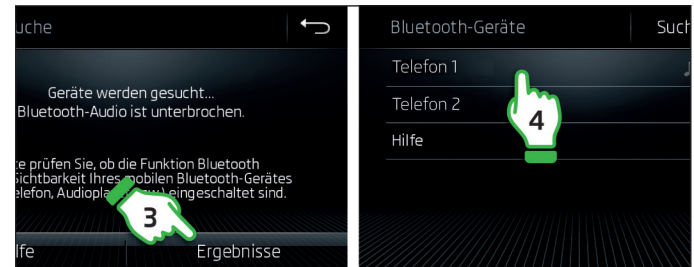 uche
Geräte werden gesucht...
Bluetooth-Audio ist unterbrochen.
te prüfen Sie, ob die Funktion Bluetooth
Sichtbarkeit Ihres mobilen Bluetooth-Gerätes
elefon, eingeschaltet sind.
3
lfe
Ergebnisse
Bluetooth-Geräte
Such
Telefon 1
Telefon 2
4
Hilfe